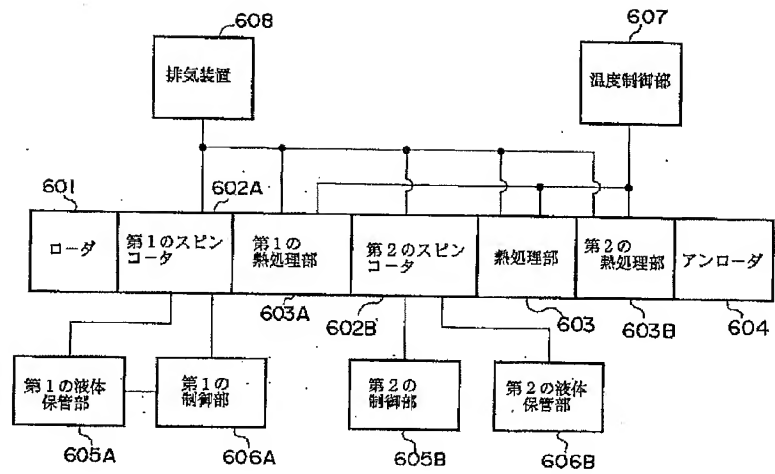 608
607
排気装置
温度制御部
601
602A
ローダ
第1のスピン
コータ
第1の
熱処理部
第2のスピン
コータ
熱処理部
第2の
熱処理部
アンローダ
603A
602B
603
603B
604
第1の液体
保管部
第1の
制御部
第2の
制御部
第2の液体
保管部
605A
606A
605B
606B